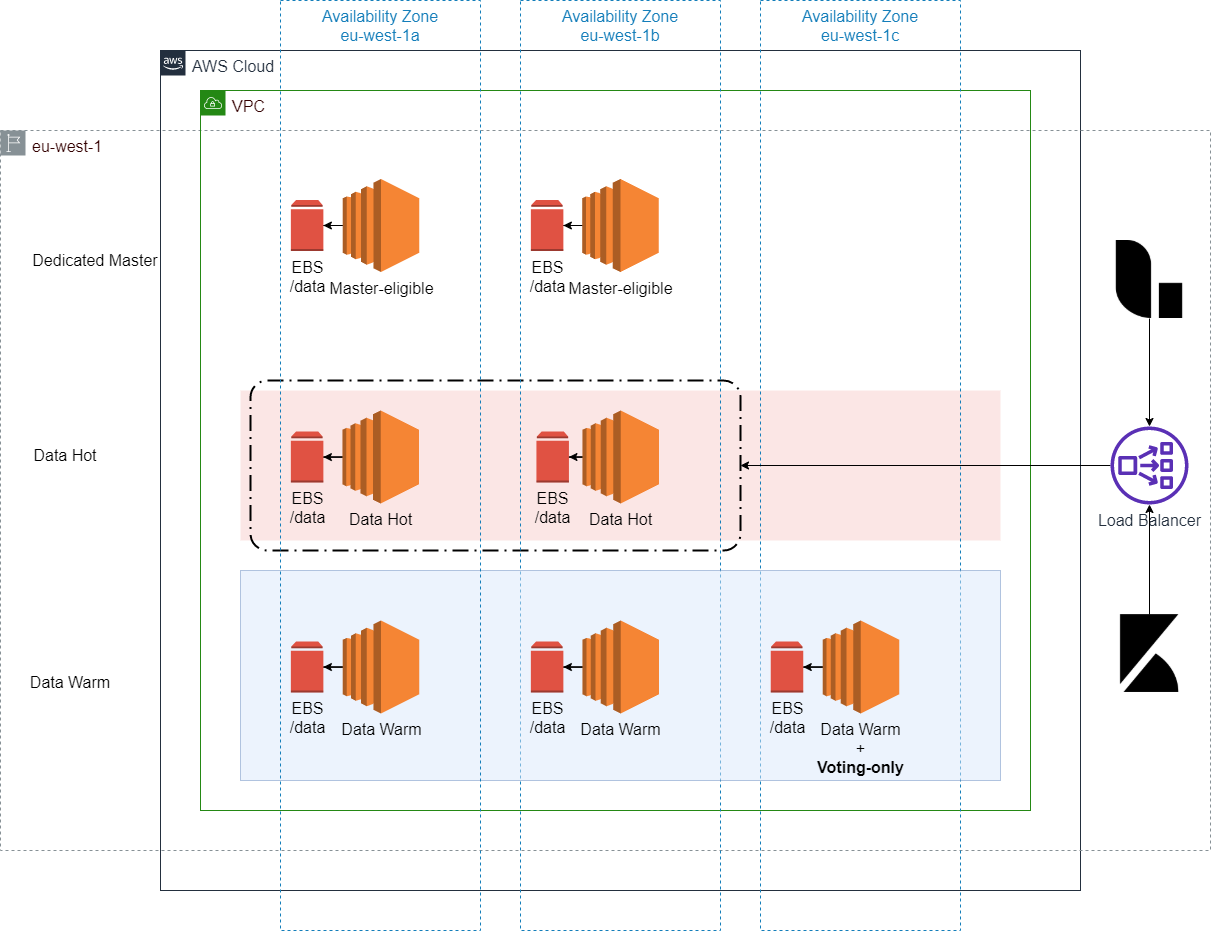 Availability Zone
eu-west-1a
Availability Zone
eu-west-1b
Availability Zone
eu-west-1c
aws
AWS Cloud
VPC
eu-west-1
Dedicated Master
EBS
/data
Master-eligible
EBS
/data
Master-eligible
Data Hot
EBS
/data
Data Hot
EBS
/data
Data Hot
Load Balancer
Data Warm
EBS
/data
Data Warm
EBS
/data
Data Warm
EBS
/data
Data Warm
+
Voting-only